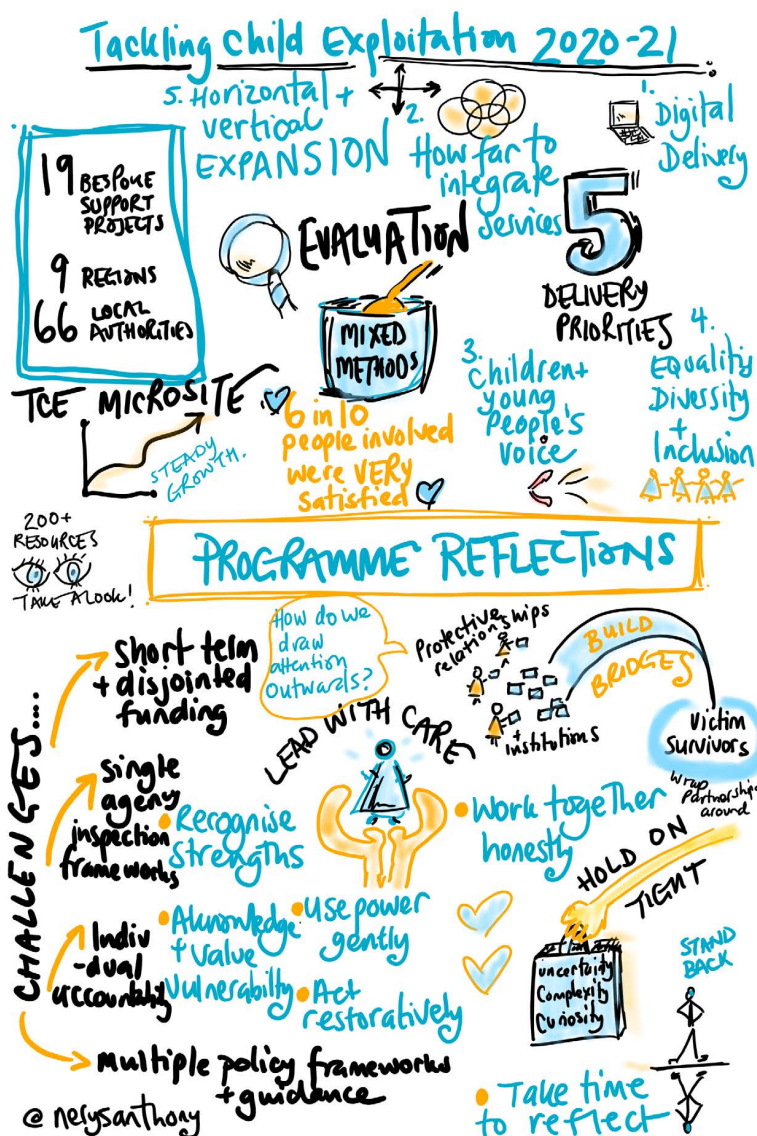 Tackling Child Exploitation 2020-21
5. Horizontal +
vertical
EXPANSION
2.
How far to
integrate
services
1.
Digital
Delivery
19 BESPOKE
SUPPORT
PROJECTS
9 REGIONS
66 LOCAL
AUTHORITIES
EVALUATION
MIXED
METHODS
5
DELIVERY
PRIORITIES
3.
Children +
young
People's
voice
4.
Equality
Diversity
+
Inclusion
TCE MICROSITE
STEADY
GROWTH.
6 in 10
people involved
were VERY
satisfied
200+
RESOURCES
TAKE A LOOK!
PROGRAMME REFLECTIONS
CHALLENGES....
short term
+ disjointed
funding
single
agency
inspection
frameworks
Indiv
-dual
accountability
multiple policy frameworks
+ guidance
How do we
draw
attention
outwards?
Protective
relationships
+
institutions
BUILD
BRIDGES
Victim
Survivors
Wrap
Partnerships
around
LEAD WITH CARE
• Recognise
strengths
• Work together
honestly
• Acknowledge
+ value
vulnerability
• Use power
gently
• Act
restoratively
HOLD ON
TIGHT
uncertainty
Complexity
Curiosity
STAND
BACK
• Take time
to reflect
@nerysanthony